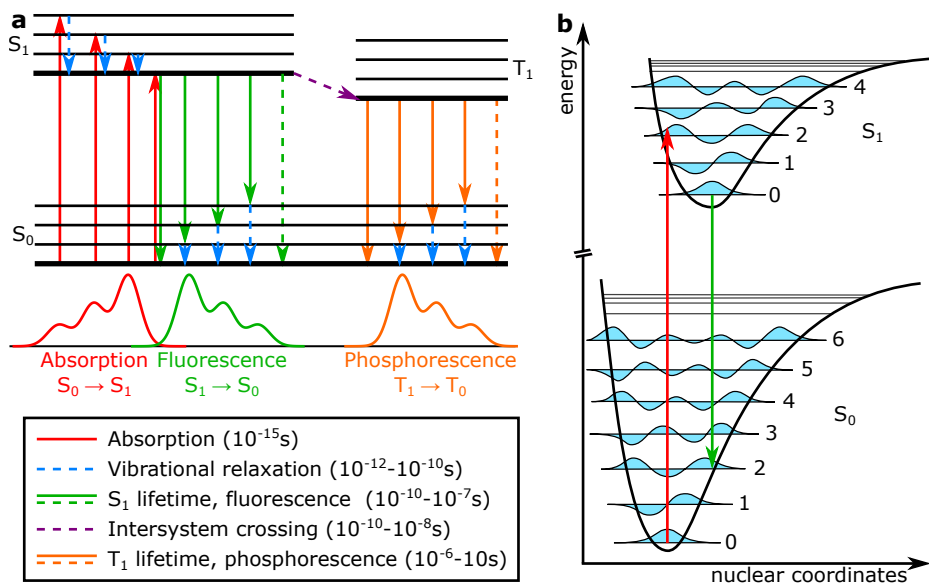 a
S₁
T₁
S₀
Absorption
S₀ → S₁
Fluorescence
S₁ → S₀
Phosphorescence
T₁ → T₀
Absorption (10⁻¹⁵s)
Vibrational relaxation (10⁻¹²-10⁻¹⁰s)
S₁ lifetime, fluorescence (10⁻¹⁰-10⁻⁷s)
Intersystem crossing (10⁻¹⁰-10⁻⁸s)
T₁ lifetime, phosphorescence (10⁻⁶-10s)
b
energy
4
3
2
1
0
S₁
6
5
4
3
2
1
0
S₀
nuclear coordinates